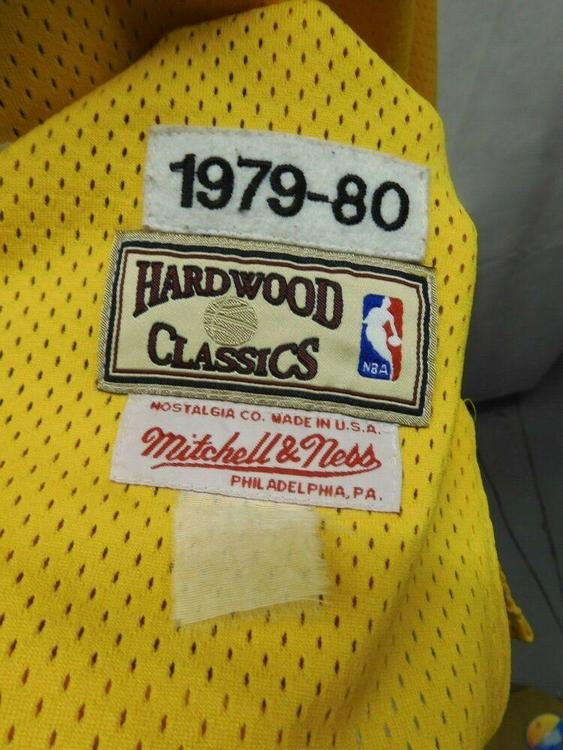 1979-80
HARDWOOD
CLASSICS
NBA
NOSTALGIA CO. MADE IN U.S.A.
Mitchell & Ness
PHILADELPHIA, PA.